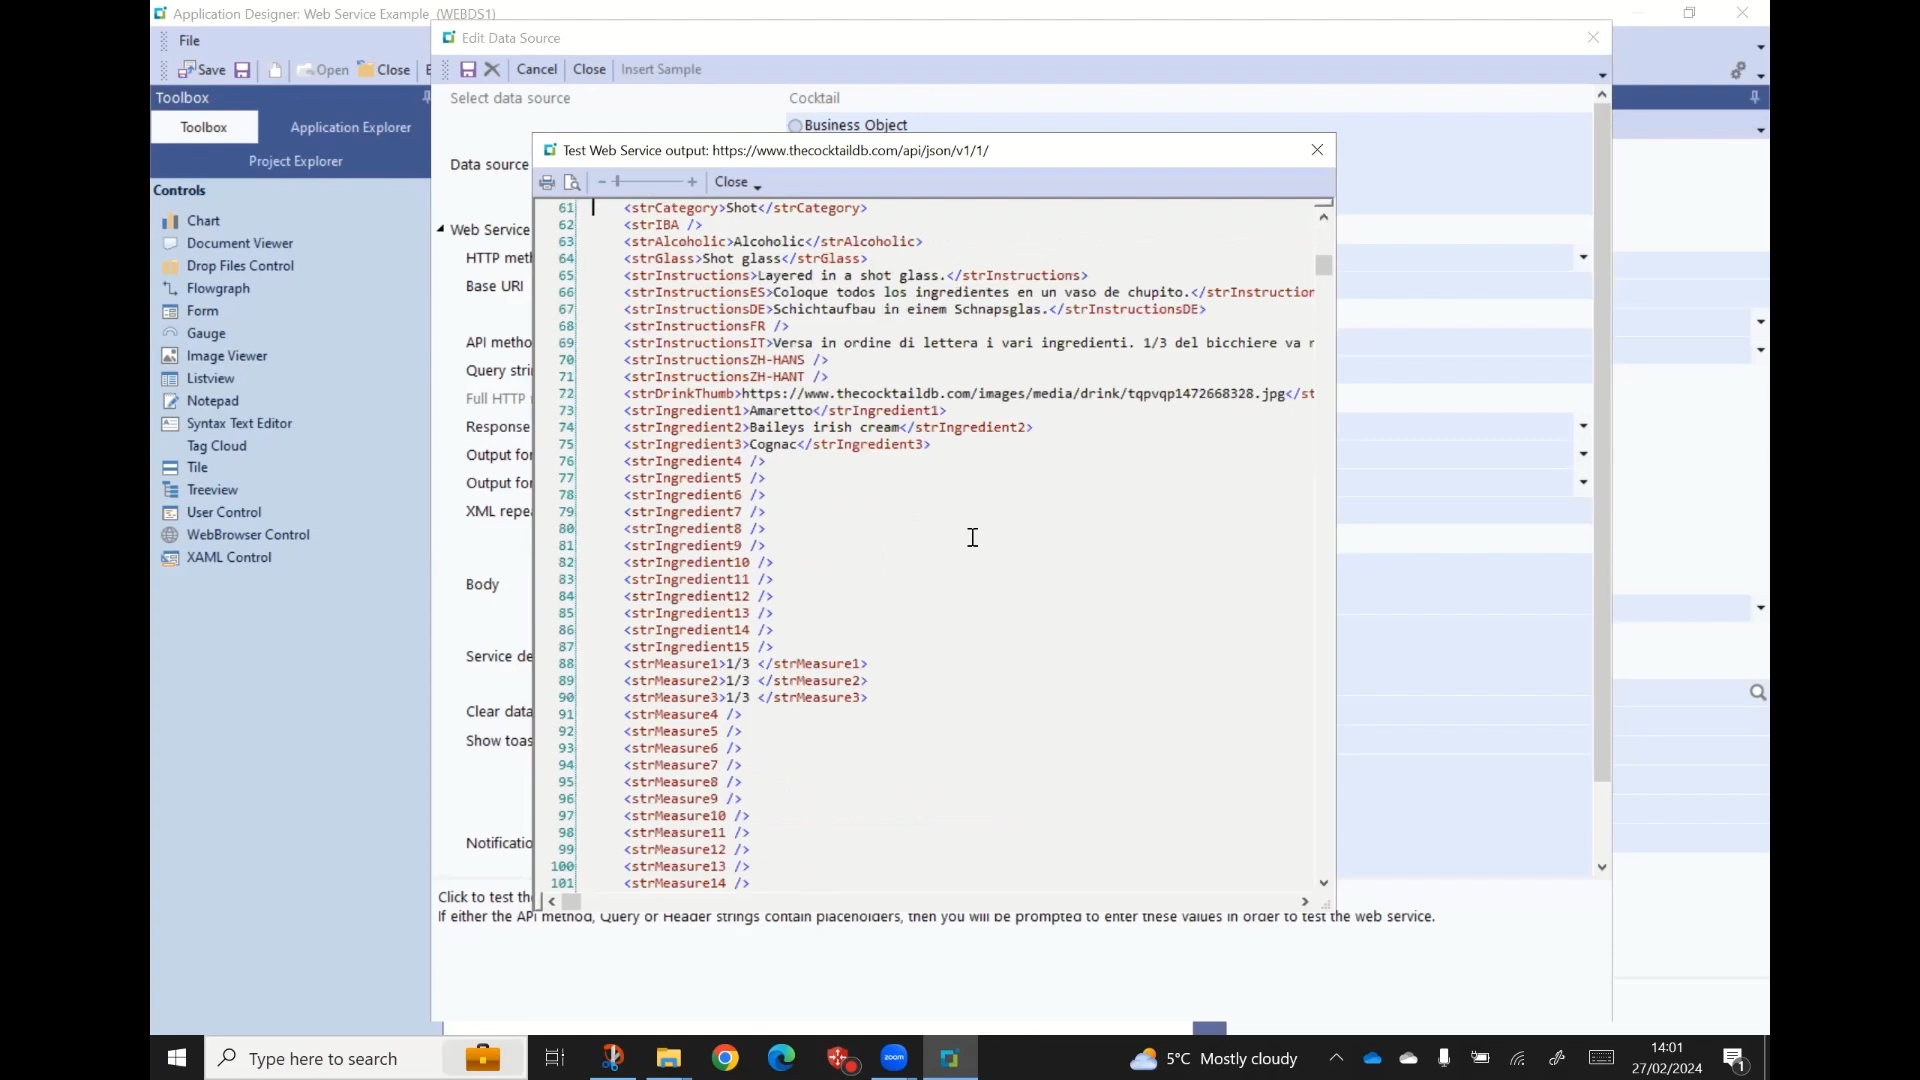 Application Designer: Web Service Example (WEBDS1)
File
Save
Open
Close
Toolbox
Toolbox
Application Explorer
Project Explorer
Controls
Chart
Document Viewer
Drop Files Control
Flowgraph
Form
Gauge
Image Viewer
Listview
Notepad
Syntax Text Editor
Tag Cloud
Tile
Treeview
User Control
WebBrowser Control
XAML Control
Edit Data Source
Cancel Close Insert Sample
Select data source
Cocktail
Business Object
Data source
Web Service
HTTP meth
Base URI
API metho
Query strin
Full HTTP
Response
Output for
Output for
XML repea
Body
Service de
Clear data
Show toas
Notificatio
Test Web Service output: https://www.thecocktaildb.com/api/json/v1/1/
Close
61 <strCategory>Shot</strCategory>
62 <strIBA />
63 <strAlcoholic>Alcoholic</strAlcoholic>
64 <strGlass>Shot glass</strGlass>
65 <strInstructions>Layered in a shot glass.</strInstructions>
66 <strInstructionsES>Coloque todos los ingredientes en un vaso de chupito.</strInstruction
67 <strInstructionsDE>Schichtaufbau in einem Schnapsglas.</strInstructionsDE>
68 <strInstructionsFR />
69 <strInstructionsIT>Versa in ordine di lettera i vari ingredienti. 1/3 del bicchiere va r
70 <strInstructionsZH-HANS />
71 <strInstructionsZH-HANT />
72 <strDrinkThumb>https://www.thecocktaildb.com/images/media/drink/tqpvqp1472668328.jpg</st
73 <strIngredient1>Amaretto</strIngredient1>
74 <strIngredient2>Baileys irish cream</strIngredient2>
75 <strIngredient3>Cognac</strIngredient3>
76 <strIngredient4 />
77 <strIngredient5 />
78 <strIngredient6 />
79 <strIngredient7 />
80 <strIngredient8 />
81 <strIngredient9 />
82 <strIngredient10 />
83 <strIngredient11 />
84 <strIngredient12 />
85 <strIngredient13 />
86 <strIngredient14 />
87 <strIngredient15 />
88 <strMeasure1>1/3 </strMeasure1>
89 <strMeasure2>1/3 </strMeasure2>
90 <strMeasure3>1/3 </strMeasure3>
91 <strMeasure4 />
92 <strMeasure5 />
93 <strMeasure6 />
94 <strMeasure7 />
95 <strMeasure8 />
96 <strMeasure9 />
97 <strMeasure10 />
98 <strMeasure11 />
99 <strMeasure12 />
100 <strMeasure13 />
101 <strMeasure14 />
Click to test the
If either the API method, Query or Header strings contain placeholders, then you will be prompted to enter these values in order to test the web service.
Type here to search
zoom
5°C Mostly cloudy
14:01
27/02/2024
1